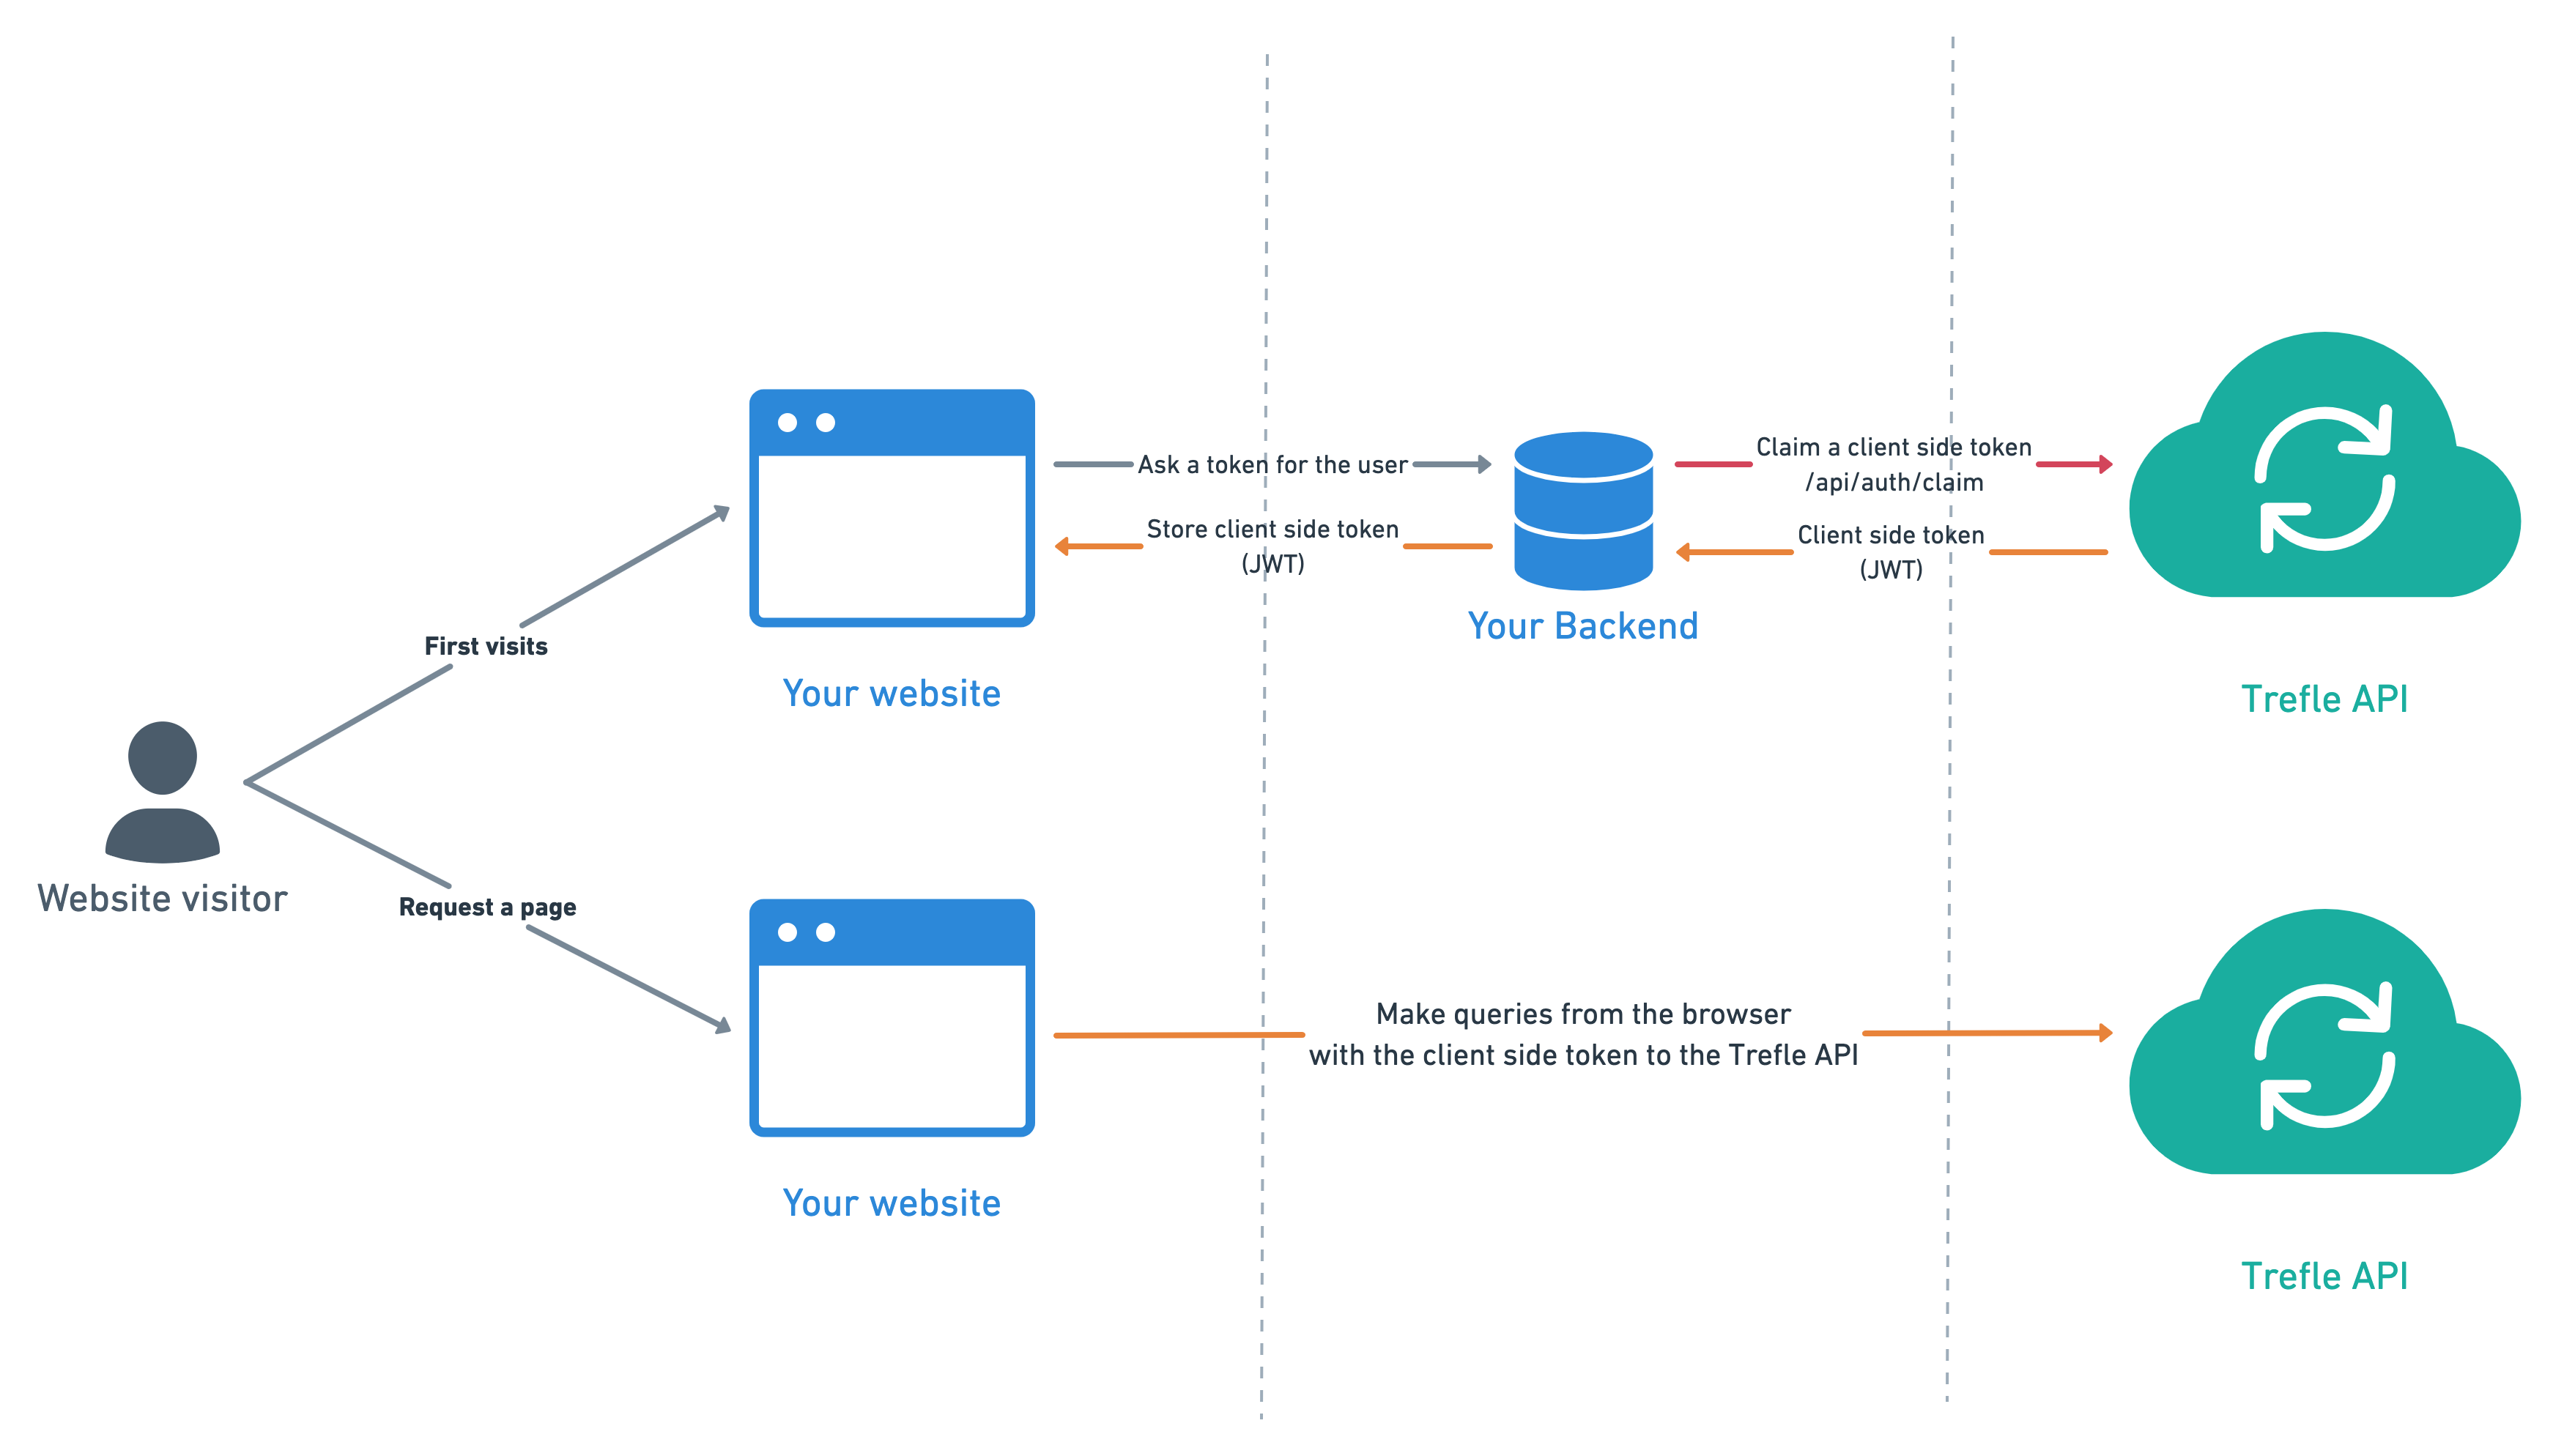 Ask a token for the user
Claim a client side token
/api/auth/claim
Store client side token
(JWT)
Client side token
(JWT)
First visits
Your Backend
Your website
Trefle API
Website visitor
Request a page
Make queries from the browser
with the client side token to the Trefle API
Your website
Trefle API